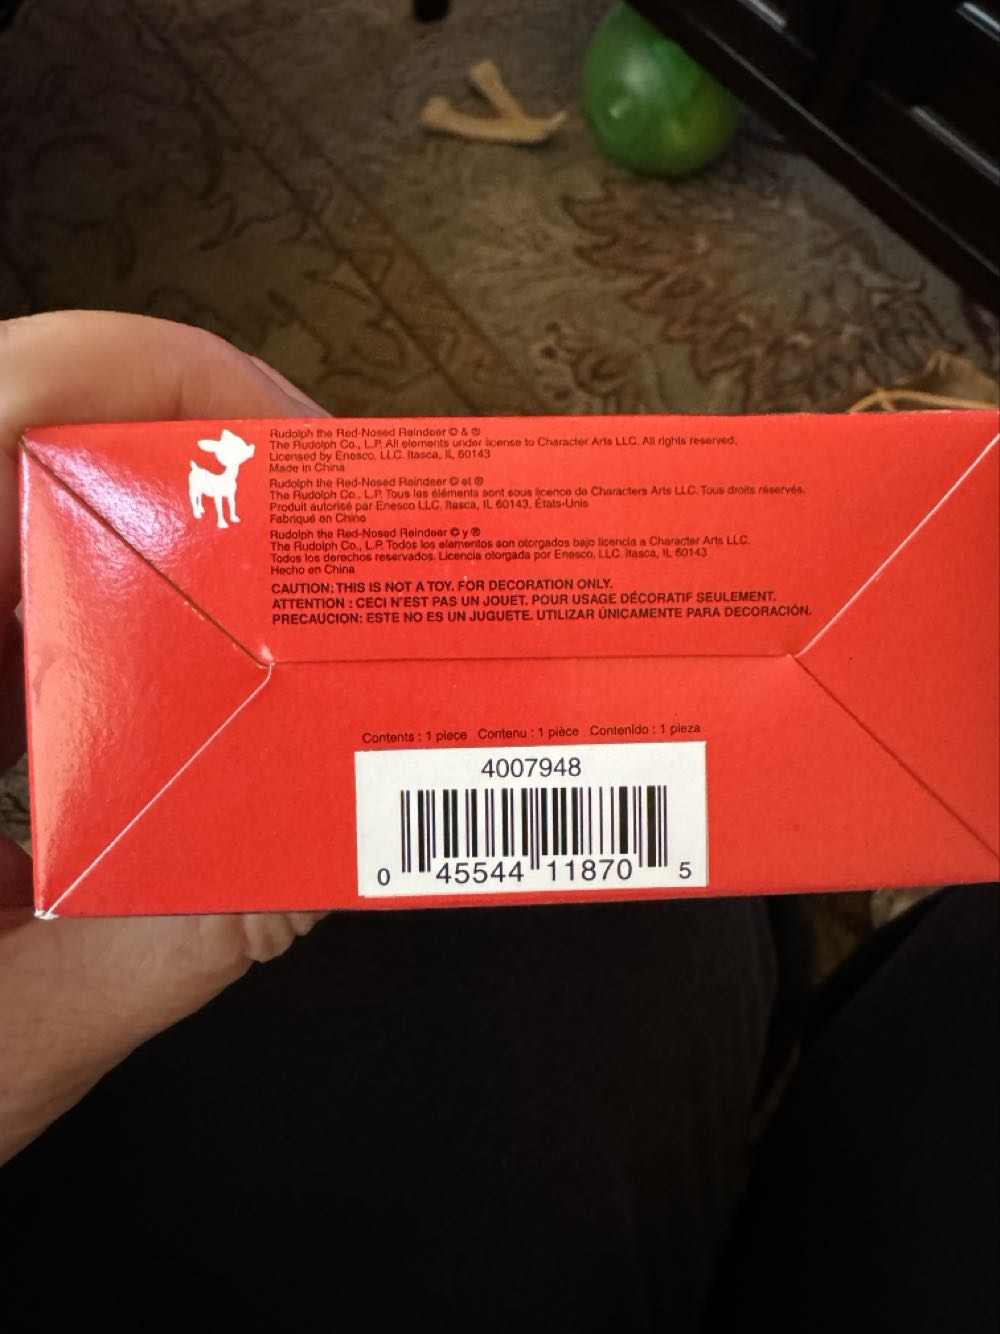 Rudolph the Red-Nosed Reindeer © & ®
The Rudolph Co., L.P. All elements under license to Character Arts LLC. All rights reserved.
Licensed by Enesco, LLC. Itasca, IL 60143
Made in China
Rudolph the Red-Nosed Reindeer © et ®
The Rudolph Co., L.P. Tous les éléments sont sous licence de Characters Arts LLC. Tous droits réservés.
Produit autorisé par Enesco LLC, Itasca, IL 60143, États-Unis
Fabriqué en Chine
Rudolph the Red-Nosed Reindeer © y ®
The Rudolph Co., L.P. Todos los elementos son otorgados bajo licencia a Character Arts LLC.
Todos los derechos reservados. Licencia otorgada por Enesco, LLC. Itasca, IL 60143
Hecho en China
CAUTION: THIS IS NOT A TOY. FOR DECORATION ONLY.
ATTENTION : CECI N'EST PAS UN JOUET. POUR USAGE DÉCORATIF SEULEMENT.
PRECAUCION: ESTE NO ES UN JUGUETE. UTILIZAR ÚNICAMENTE PARA DECORACIÓN.
Contents : 1 piece Contenu : 1 pièce Contenido : 1 pieza
4007948
0 45544 11870 5